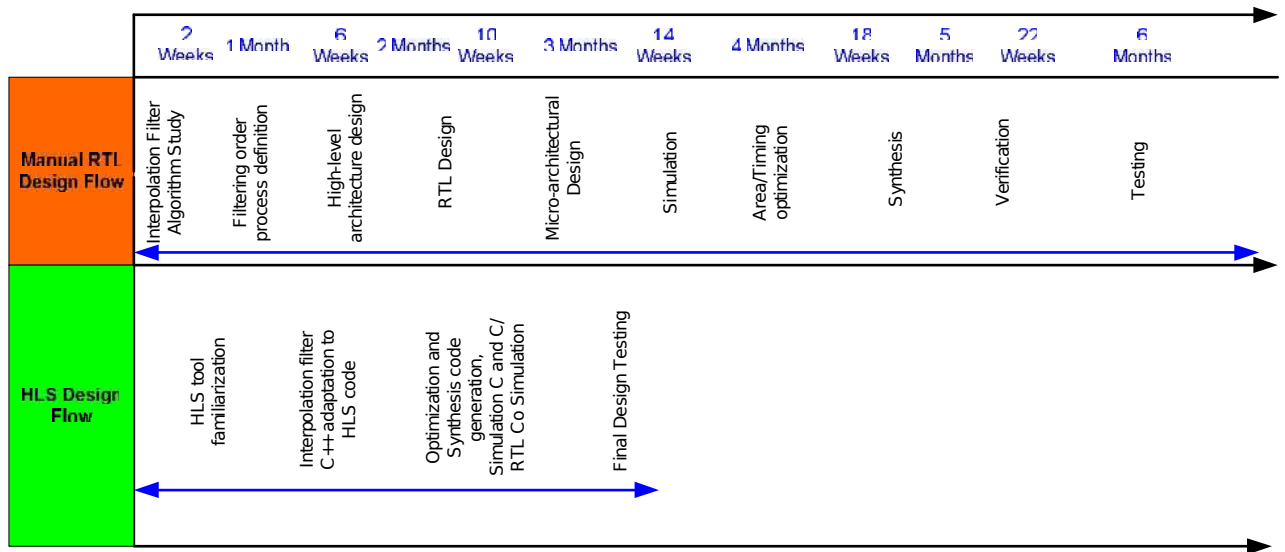 2
Weeks
1 Month
6
Weeks
2 Months
10
Weeks
3 Months
14
Weeks
4 Months
18
Weeks
5
Months
22
Weeks
6
Months
Manual RTL
Design Flow
Interpolation Filter
Algorithm Study
Filtering order
process definition
High-level
architecture design
RTL Design
Micro-architectural
Design
Simulation
Area/Timing
optimization
Synthesis
Verification
Testing
HLS Design
Flow
HLS tool
familiarization
Interpolation filter
C++ adaptation to
HLS code
Optimization and
Synthesis code
generation,
Simulation C and C/
RTL Co Simulation
Final Design Testing